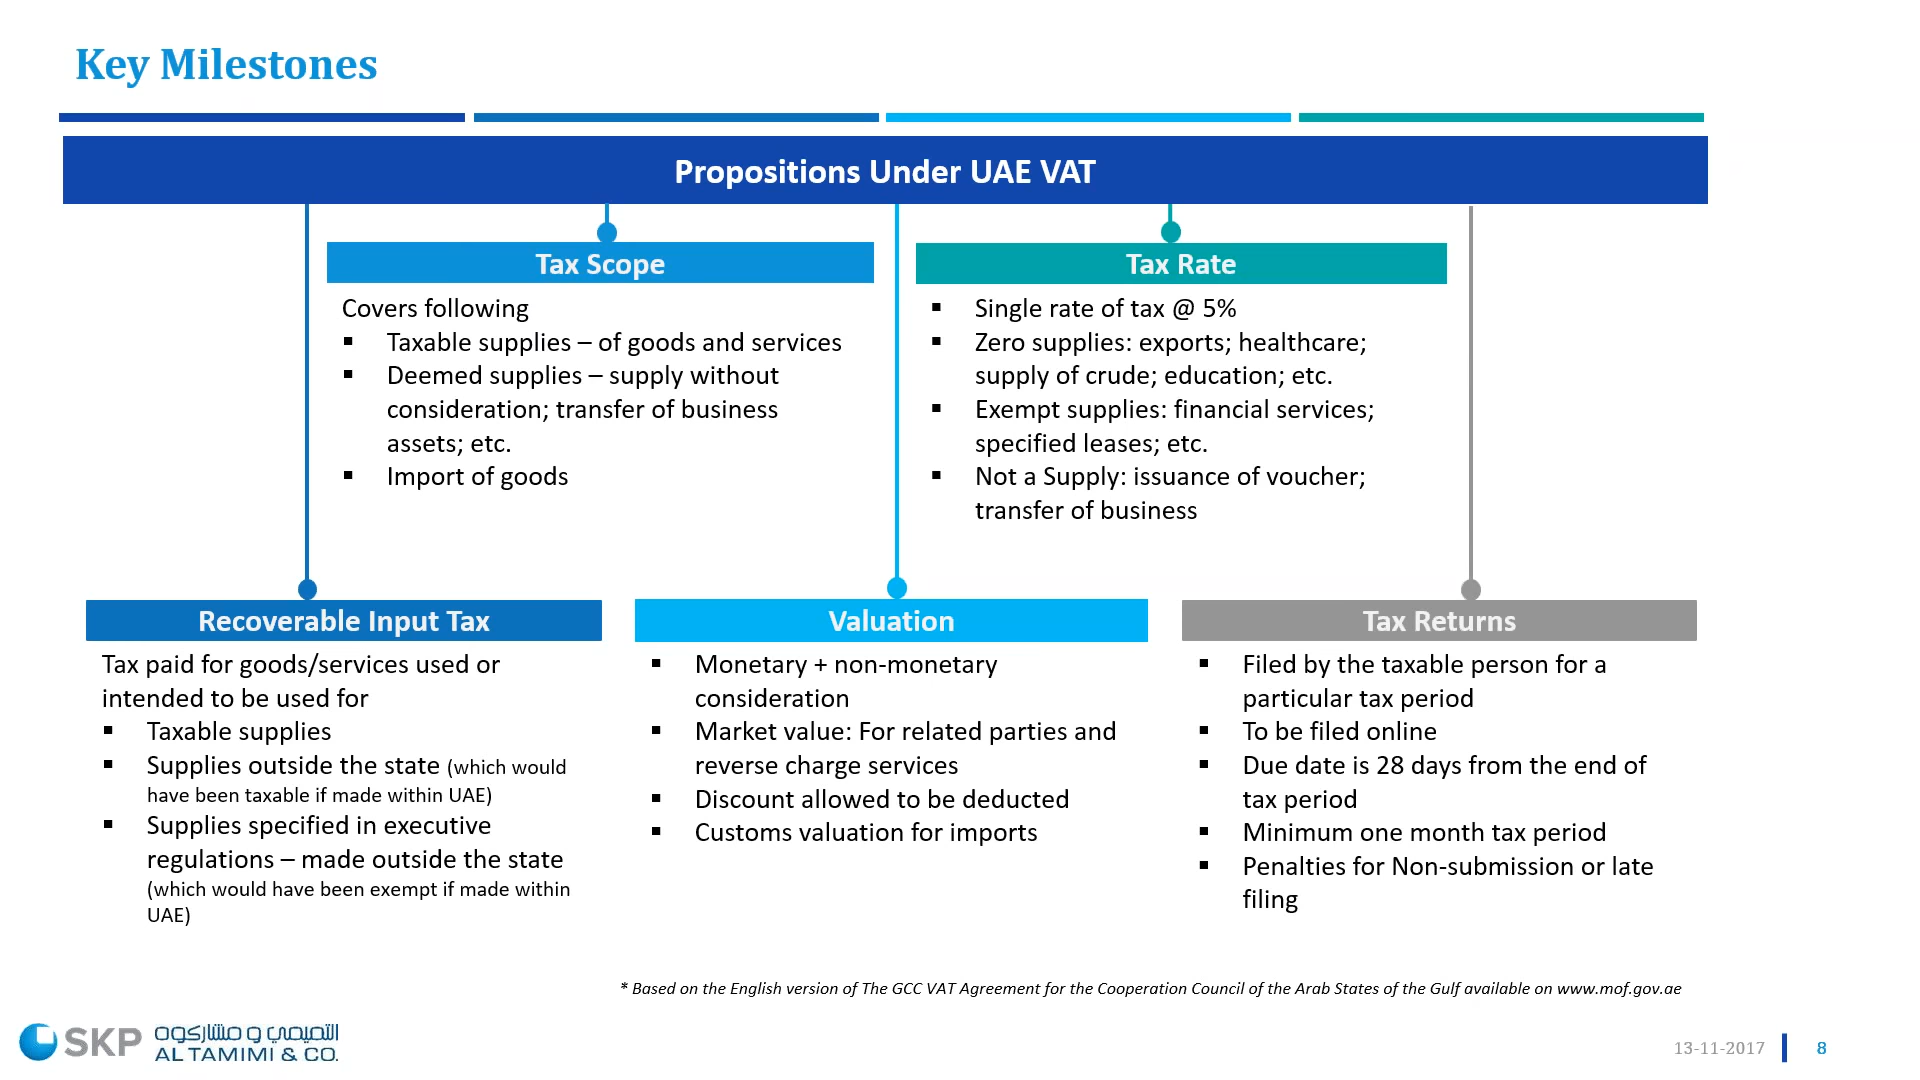 Key Milestones
Propositions Under UAE VAT
Tax Scope
Covers following
▪ Taxable supplies – of goods and services
▪ Deemed supplies – supply without
consideration; transfer of business
assets; etc.
▪ Import of goods
Tax Rate
▪ Single rate of tax @ 5%
▪ Zero supplies: exports; healthcare;
supply of crude; education; etc.
▪ Exempt supplies: financial services;
specified leases; etc.
▪ Not a Supply: issuance of voucher;
transfer of business
Recoverable Input Tax
Tax paid for goods/services used or
intended to be used for
▪ Taxable supplies
▪ Supplies outside the state (which would
have been taxable if made within UAE)
▪ Supplies specified in executive
regulations – made outside the state
(which would have been exempt if made within
UAE)
Valuation
▪ Monetary + non-monetary
consideration
▪ Market value: For related parties and
reverse charge services
▪ Discount allowed to be deducted
▪ Customs valuation for imports
Tax Returns
▪ Filed by the taxable person for a
particular tax period
▪ To be filed online
▪ Due date is 28 days from the end of
tax period
▪ Minimum one month tax period
▪ Penalties for Non-submission or late
filing
* Based on the English version of The GCC VAT Agreement for the Cooperation Council of the Arab States of the Gulf available on www.mof.gov.ae
SKP
التميمي و مشاركوه
AL TAMIMI & CO.
13-11-2017
8